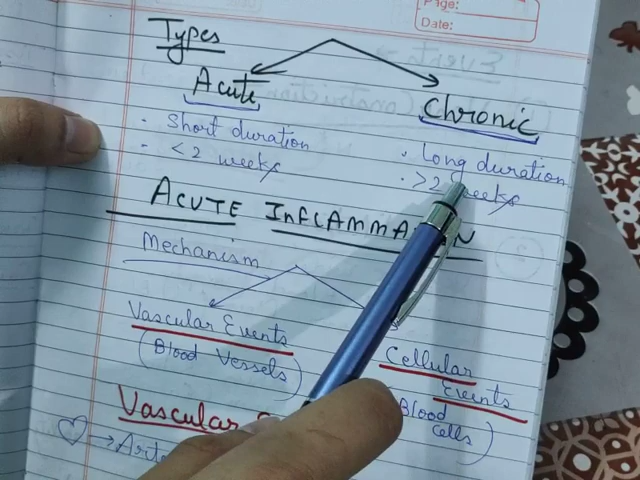 Page:
Date:
Types
Acute
Chronic
· Short duration
· < 2 weeks
· Long duration
· > 2 weeks
ACUTE INFLAMMATION
Mechanism
Vascular Events
(Blood Vessels)
Cellular
Events
(Blood
Cells)
Vascular